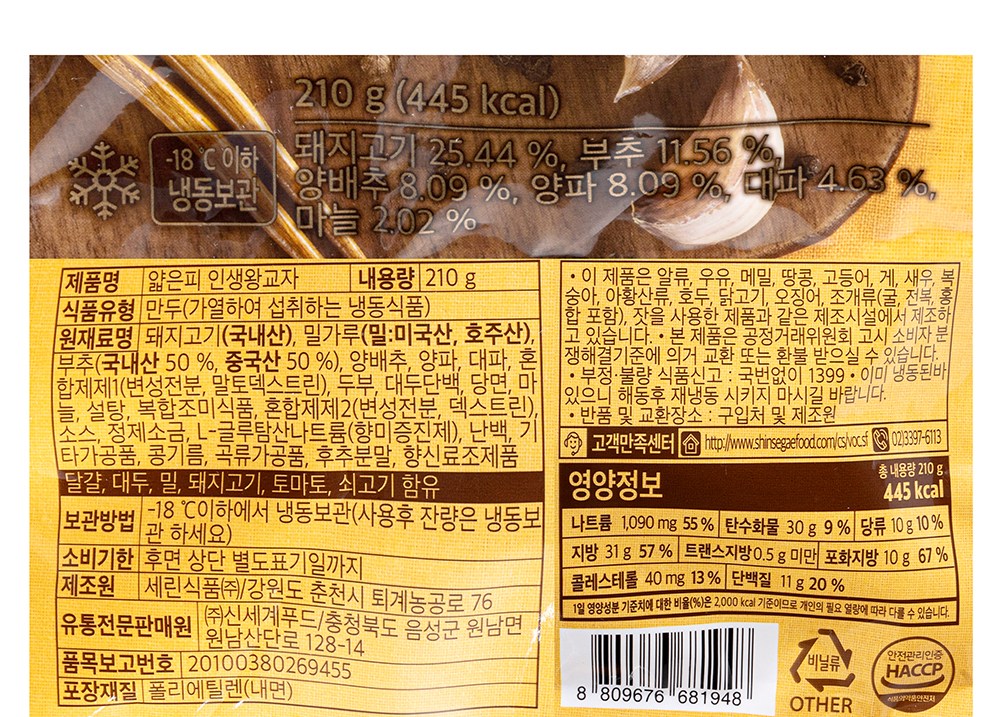 210 g (445 kcal)
-18 ℃ 이하
냉동보관
돼지고기 25.44 %, 부추 11.56 %,
양배추 8.09 %, 양파 8.09 %, 대파 4.63 %,
마늘 2.02 %
제품명 얇은피 인생왕교자 내용량 210 g
식품유형 만두(가열하여 섭취하는 냉동식품)
원재료명 돼지고기(국내산), 밀가루(밀:미국산, 호주산),
부추(국내산 50 %, 중국산 50 %), 양배추, 양파, 대파, 혼
합제제1(변성전분, 말토덱스트린), 두부, 대두단백, 당면, 마
늘, 설탕, 복합조미식품, 혼합제제2(변성전분, 덱스트린),
소스, 정제소금, L-글루탐산나트륨(향미증진제), 난백, 기
타가공품, 콩기름, 곡류가공품, 후추분말, 향신료조제품
달걀, 대두, 밀, 돼지고기, 토마토, 쇠고기 함유
보관방법 -18 ℃이하에서 냉동보관(사용후 잔량은 냉동보
관 하세요)
소비기한 후면 상단 별도표기일까지
제조원 세린식품㈜/강원도 춘천시 퇴계농공로 76
유통전문판매원 ㈜신세계푸드/충청북도 음성군 원남면
원남산단로 128-14
품목보고번호 20100380269455
포장재질 폴리에틸렌(내면)
• 이 제품은 알류, 우유, 메밀, 땅콩, 고등어, 게, 새우, 복
숭아, 아황산류, 호두, 닭고기, 오징어, 조개류(굴, 전복, 홍
합 포함), 잣을 사용한 제품과 같은 제조시설에서 제조하
고 있습니다. • 본 제품은 공정거래위원회 고시 소비자 분
쟁해결기준에 의거 교환 또는 환불 받으실 수 있습니다.
• 부정·불량 식품신고 : 국번없이 1399 • 이미 냉동된바
있으니 해동후 재냉동 시키지 마시길 바랍니다.
• 반품 및 교환장소 : 구입처 및 제조원
고객만족센터 http://www.shinsegaefood.com/cs/voc.sf 02)3397-6113
영양정보 총 내용량 210 g
445 kcal
나트륨 1,090 mg 55 % 탄수화물 30 g 9 % 당류 10 g 10 %
지방 31 g 57 % 트랜스지방 0.5 g 미만 포화지방 10 g 67 %
콜레스테롤 40 mg 13 % 단백질 11 g 20 %
1일 영양성분 기준치에 대한 비율(%)은 2,000 kcal 기준이므로 개인의 필요 열량에 따라 다를 수 있습니다.
8 809676 681948
비닐류
OTHER
안전관리인증
HACCP
식품의약품안전처